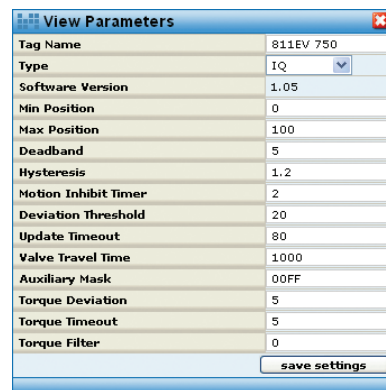 View Parameters
Tag Name 811EV 750
Type IQ
Software Version 1.05
Min Position 0
Max Position 100
Deadband 5
Hysteresis 1.2
Motion Inhibit Timer 2
Deviation Threshold 20
Update Timeout 80
Valve Travel Time 1000
Auxiliary Mask 00FF
Torque Deviation 5
Torque Timeout 5
Torque Filter 0
save settings